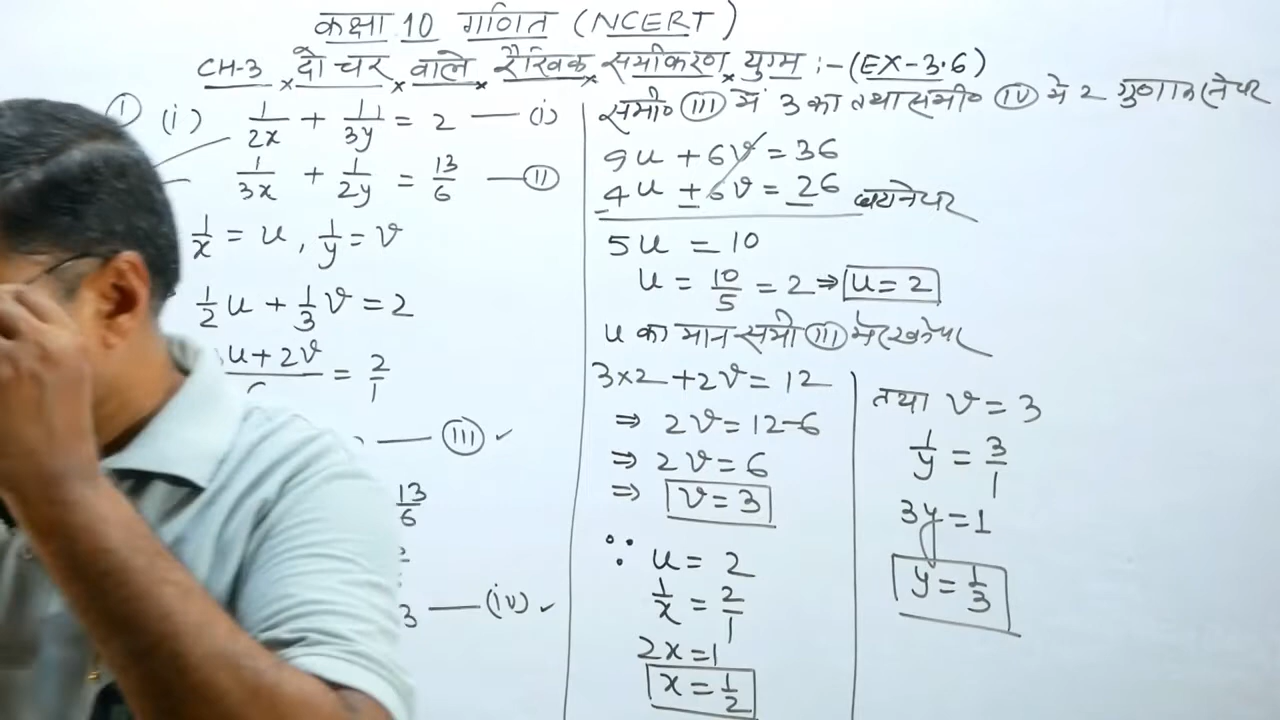 कक्षा 10 गणित (NCERT)
CH-3 × दो चर × वाले × रैखिक × समीकरण × युग्म :- (EX-3.6)
① (i) 1/2x + 1/3y = 2 — (i)
1/3x + 1/2y = 13/6 — (II)
1/x = u, 1/y = v
1/2 u + 1/3 v = 2
u+2v = 2/1
— (III) ✓
13/6
3 — (iv) ✓
समी० (III) में 3 का तथा समी० (IV) में 2 गुणा करने पर
9u + 6v = 36
4u ± 6v = 26 घटाने पर
5u = 10
u = 10/5 = 2 ⇒ u = 2
u का मान समी (III) में रखने पर
3×2 + 2v = 12
⇒ 2v = 12-6
⇒ 2v = 6
⇒ v = 3
∵ u = 2
1/x = 2/1
2x = 1
x = 1/2
तथा v = 3
1/y = 3/1
3y = 1
y = 1/3